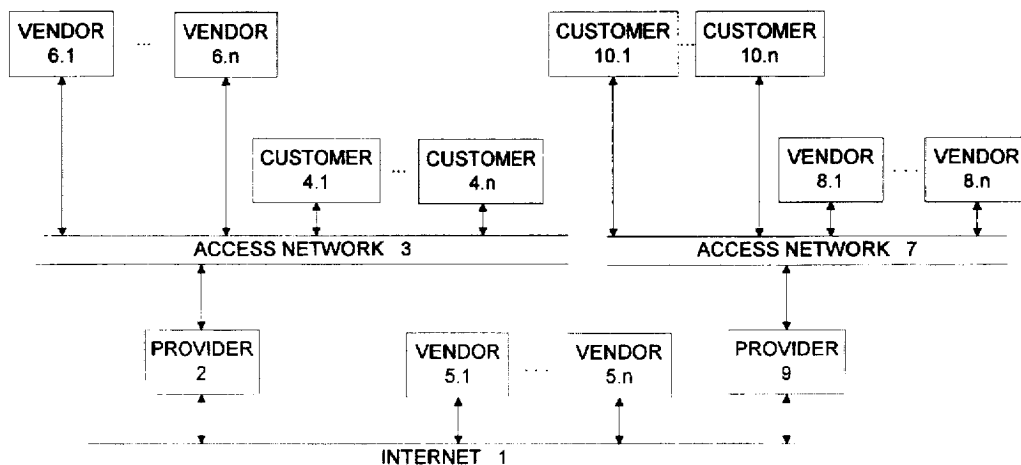 VENDOR
6.1
...
VENDOR
6.n
CUSTOMER
10.1
......
CUSTOMER
10.n
CUSTOMER
4.1
...
CUSTOMER
4.n
VENDOR
8.1
....
VENDOR
8.n
ACCESS NETWORK 3
ACCESS NETWORK 7
PROVIDER
2
VENDOR
5.1
....
VENDOR
5.n
PROVIDER
9
INTERNET 1